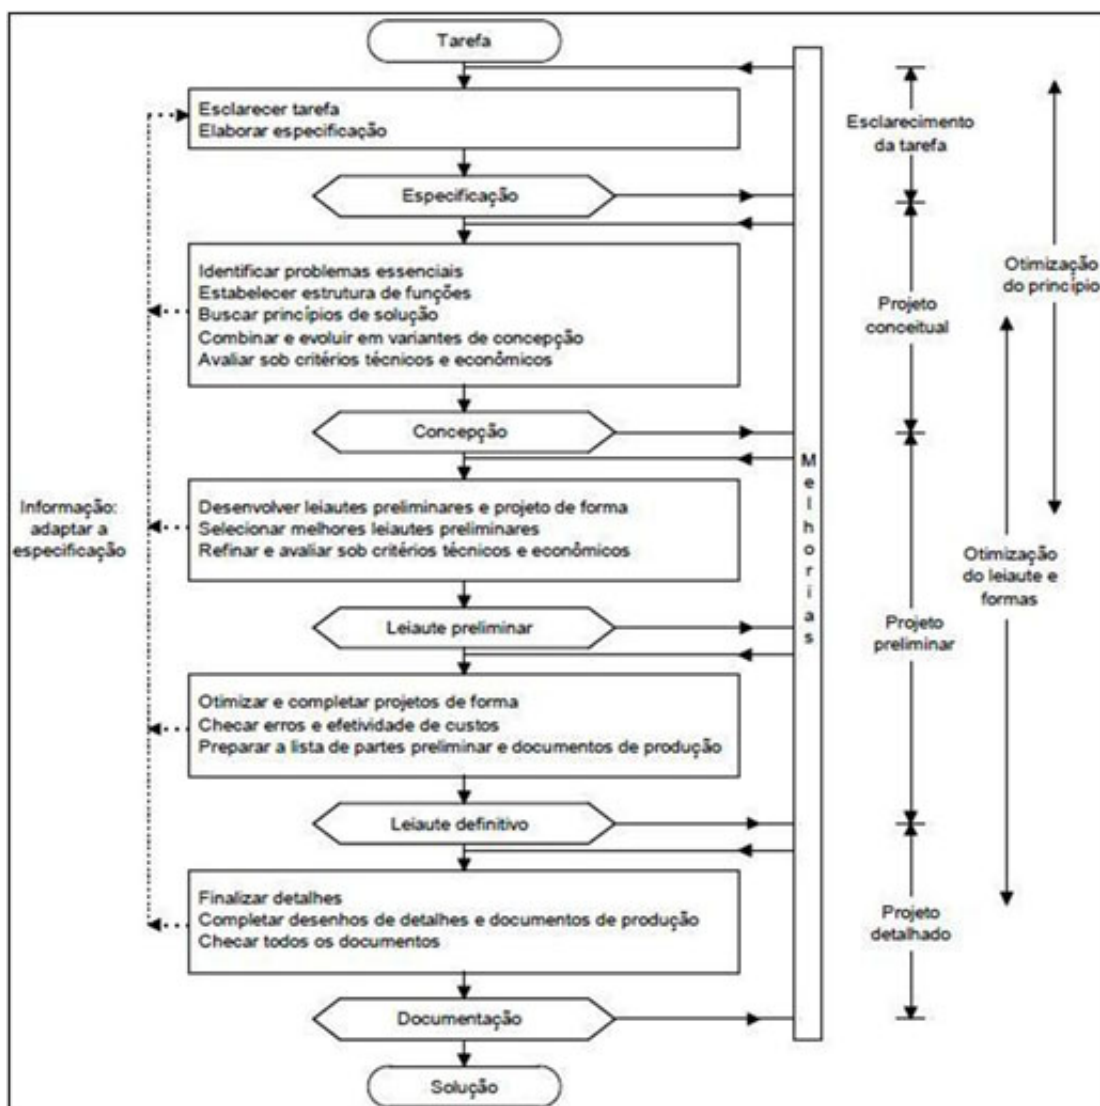 Tarefa
Esclarecer tarefa
Elaborar especificação
Esclarecimento
da tarefa
Especificação
Otimização
do princípio
Identificar problemas essenciais
Estabelecer estrutura de funções
Buscar princípios de solução
Combinar e evoluir em variantes de concepção
Avaliar sob critérios técnicos e econômicos
Projeto
conceitual
Concepção
Melhorias
Informação:
adaptar a
especificação
Desenvolver leiautes preliminares e projeto de forma
Selecionar melhores leiautes preliminares
Refinar e avaliar sob critérios técnicos e econômicos
Otimização
do leiaute e
formas
Leiaute preliminar
Projeto
preliminar
Otimizar e completar projetos de forma
Checar erros e efetividade de custos
Preparar a lista de partes preliminar e documentos de produção
Leiaute definitivo
Finalizar detalhes
Completar desenhos de detalhes e documentos de produção
Checar todos os documentos
Projeto
detalhado
Documentação
Solução